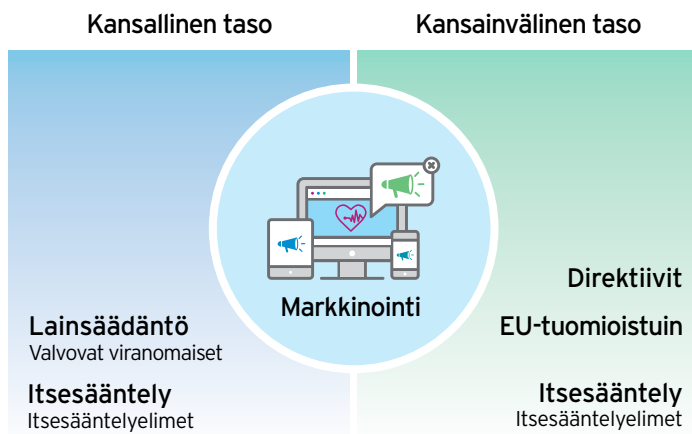 Kansallinen taso
Kansainvälinen taso
Markkinointi
Lainsäädäntö
Valvovat viranomaiset
Itsesääntely
Itsesääntelyelimet
Direktiivit
EU-tuomioistuin
Itsesääntely
Itsesääntelyelimet